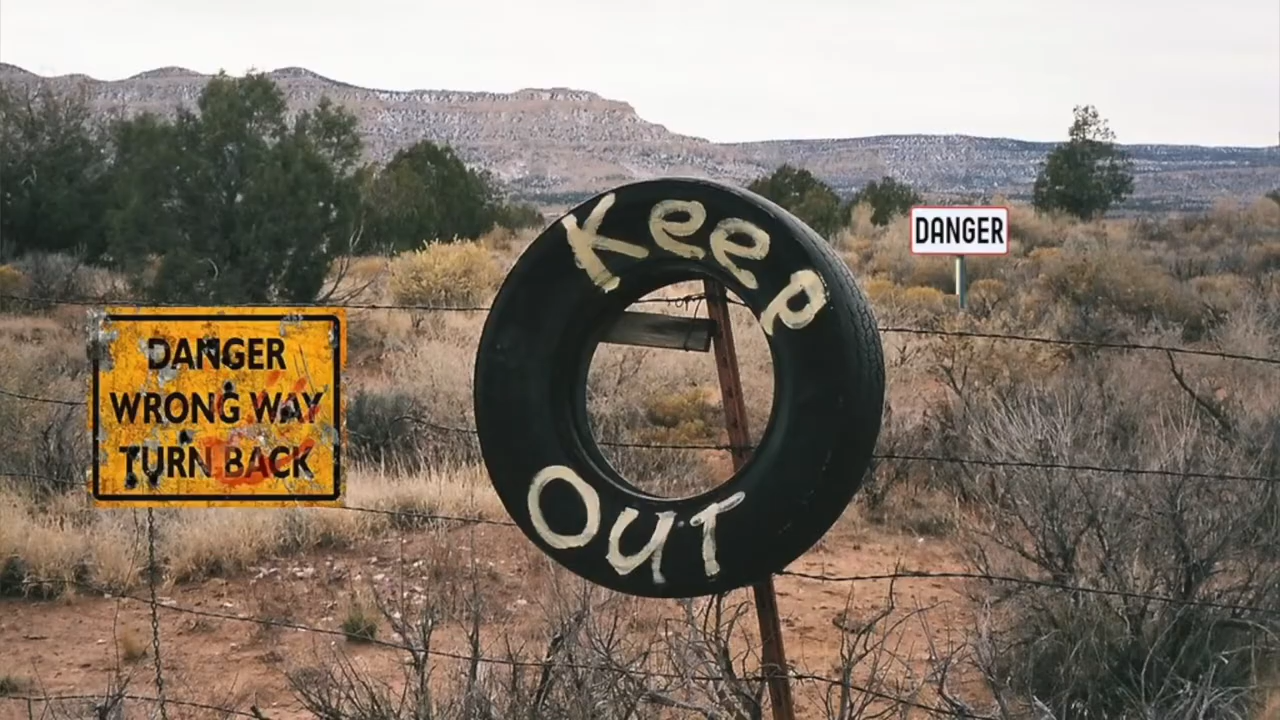 Keep
OUT
DANGER
WRONG WAY
TURN BACK
DANGER